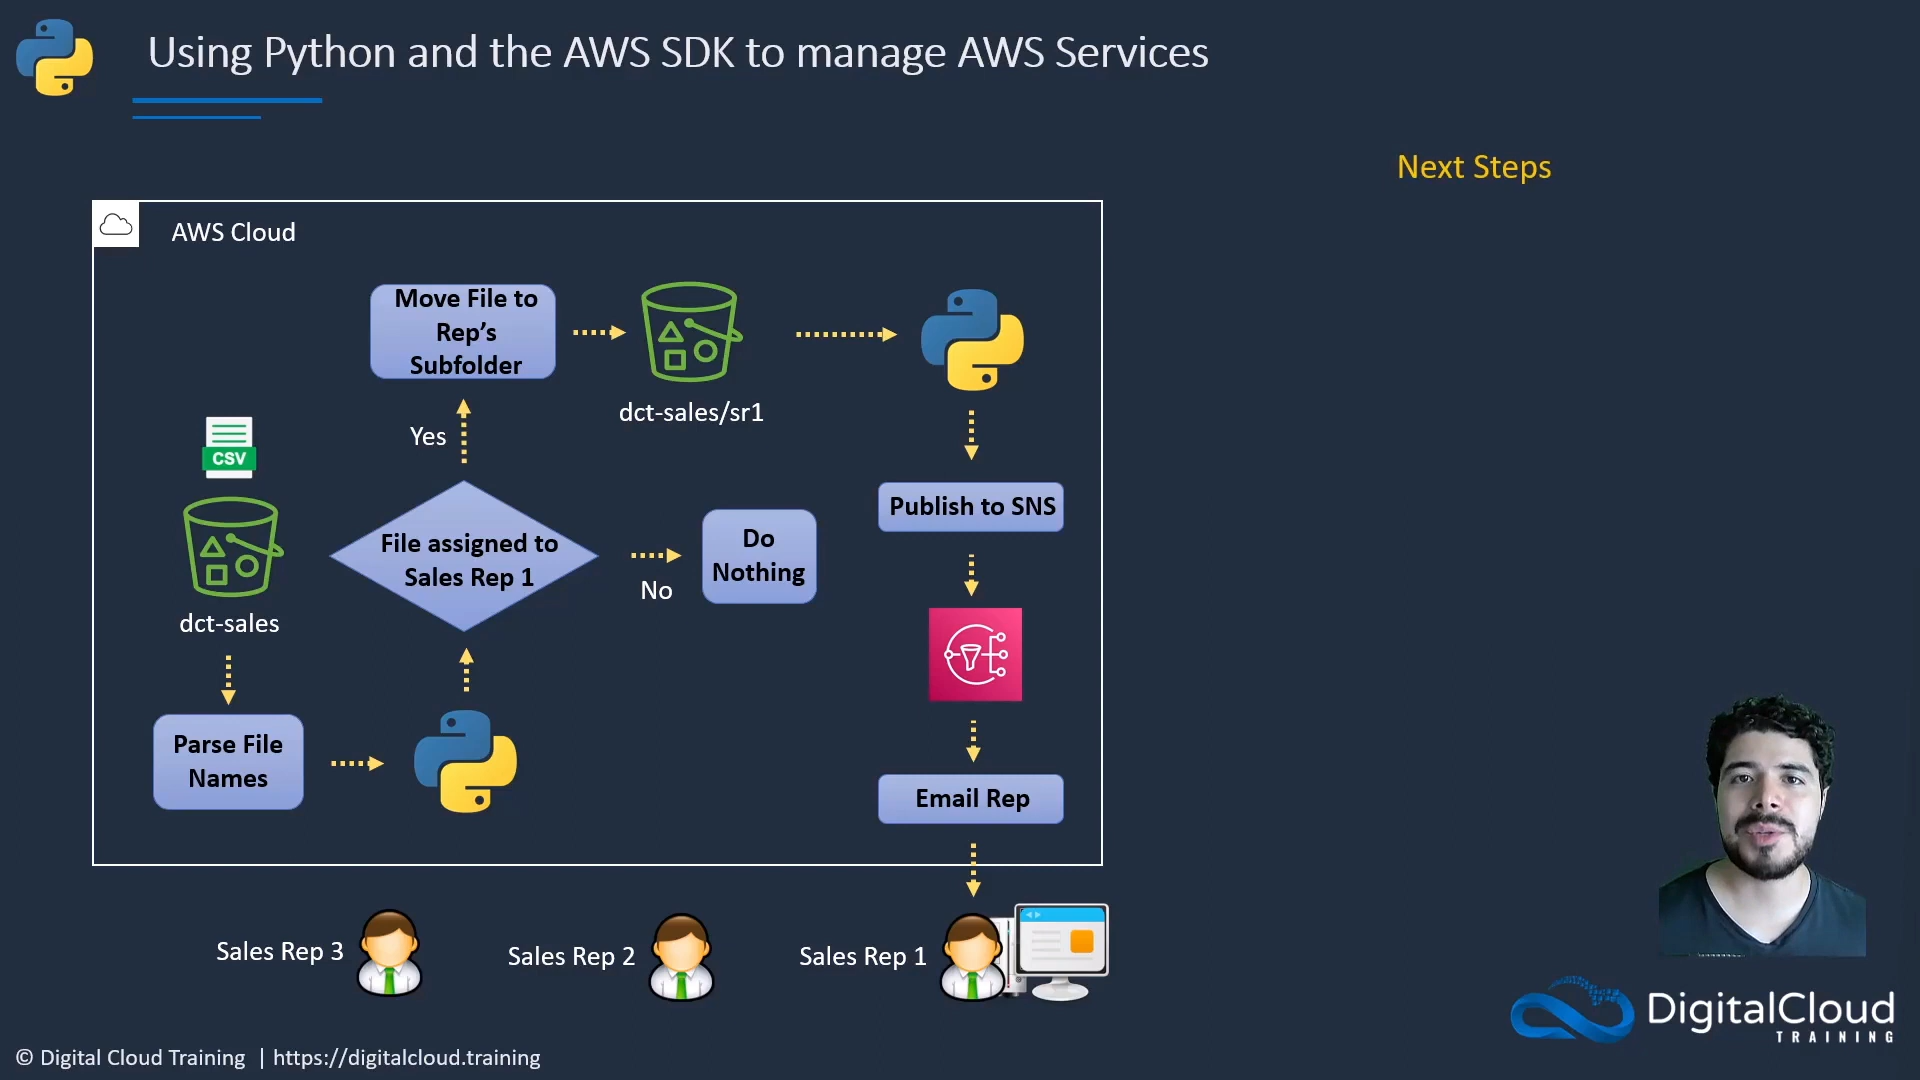 Using Python and the AWS SDK to manage AWS Services
Next Steps
AWS Cloud
Move File to
Rep's
Subfolder
dct-sales/sr1
Yes
CSV
dct-sales
File assigned to
Sales Rep 1
No
Do
Nothing
Publish to SNS
Parse File
Names
Email Rep
Sales Rep 3
Sales Rep 2
Sales Rep 1
DigitalCloud
TRAINING
© Digital Cloud Training | https://digitalcloud.training